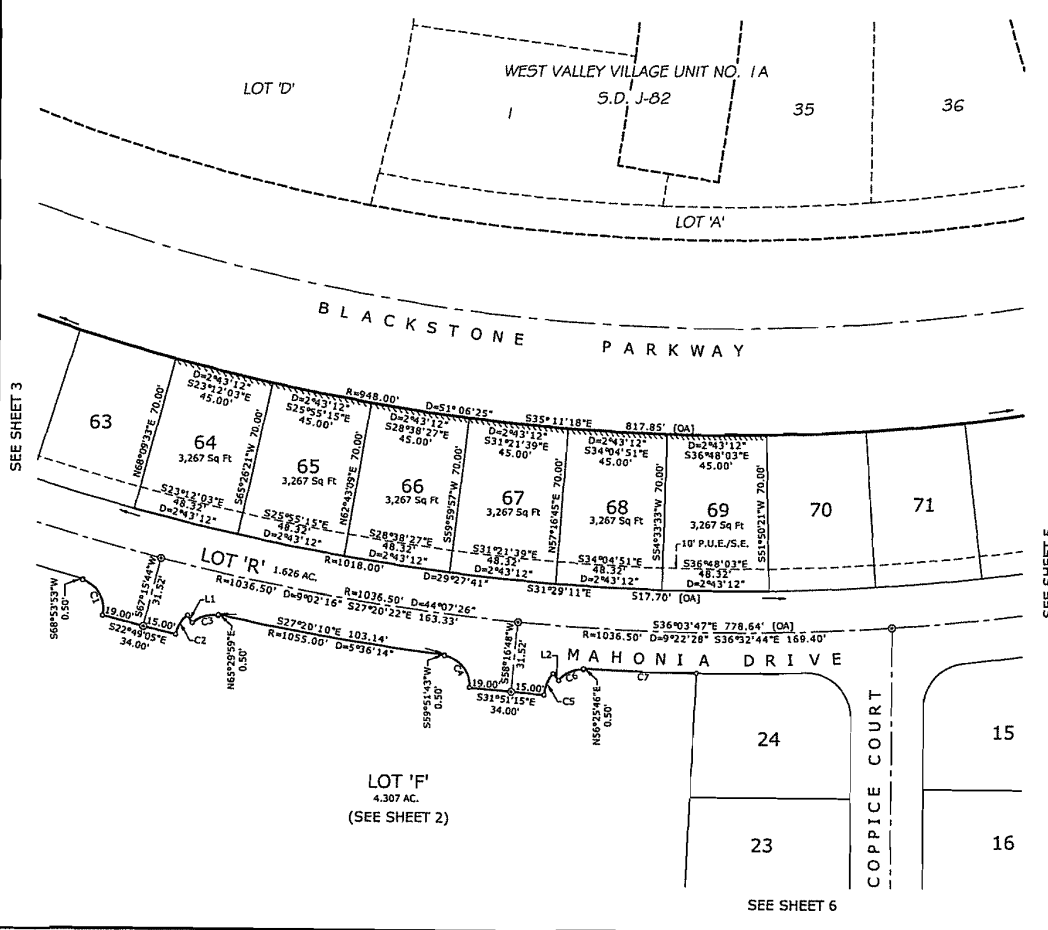 WEST VALLEY VILLAGE UNIT NO. 1A
S.D. J-82
LOT 'D'
1
35
36
LOT 'A'
BLACKSTONE PARKWAY
SEE SHEET 3
R=948.00' D=51°06'25" S35°11'18"E 817.85' [OA]
63
N68°09'33"E 70.00'
D=2°43'12"
S23°12'03"E
45.00'
64
3,267 Sq Ft
S23°12'03"E
48.32'
D=2°43'12"
S65°26'21"W 70.00'
D=2°43'12"
S25°55'15"E
45.00'
65
3,267 Sq Ft
S25°55'15"E
48.32'
D=2°43'12"
N62°43'09"E 70.00'
D=2°43'12"
S28°38'27"E
45.00'
66
3,267 Sq Ft
S28°38'27"E
48.32'
D=2°43'12"
S59°59'57"W 70.00'
D=2°43'12"
S31°21'39"E
45.00'
67
3,267 Sq Ft
S31°21'39"E
48.32'
D=2°43'12"
N57°16'45"E 70.00'
D=2°43'12"
S34°04'51"E
45.00'
68
3,267 Sq Ft
S34°04'51"E
48.32'
D=2°43'12"
S54°33'33"W 70.00'
D=2°43'12"
S36°48'03"E
45.00'
69
3,267 Sq Ft
10' P.U.E./S.E.
S36°48'03"E
48.32'
D=2°43'12"
S51°50'21"W 70.00'
70
71
SEE SHEET 5
R=1018.00' D=29°27'41" S31°29'11"E 517.70' [OA]
LOT 'R' 1.626 AC.
R=1036.50' D=44°07'26" S36°03'47"E 778.64' [OA]
R=1036.50' D=9°02'16" S27°20'22"E 163.33'
R=1036.50' D=9°22'28" S36°32'44"E 169.40'
MAHONIA DRIVE
S68°53'53"W
0.50'
C1
S67°15'44"W
31.52'
19.00'
15.00'
S22°49'05"E
34.00'
C2
L1
C3
N65°29'59"E
0.50'
S27°20'10"E 103.14'
R=1055.00' D=5°36'14"
S59°51'43"W
0.50'
C4
S58°16'48"W
31.52'
19.00'
15.00'
S31°51'15"E
34.00'
C5
L2
C6
N56°25'46"E
0.50'
C7
LOT 'F'
4.307 AC.
(SEE SHEET 2)
24
23
COPPICE COURT
15
16
SEE SHEET 6